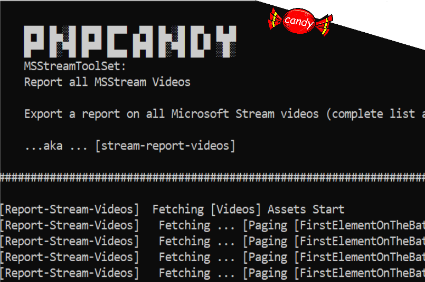 candy
PNPCANDY
MSStreamToolSet:
Report all MSStream Videos
Export a report on all Microsoft Stream videos (complete list a
...aka ... [stream-report-videos]
################################################################
[Report-Stream-Videos]  Fetching [Videos] Assets Start
[Report-Stream-Videos]   Fetching ... [Paging [FirstElementOnTheBat
[Report-Stream-Videos]   Fetching ... [Paging [FirstElementOnTheBat
[Report-Stream-Videos]   Fetching ... [Paging [FirstElementOnTheBat
[Report-Stream-Videos]   Fetching ... [Paging [FirstElementOnTheBat